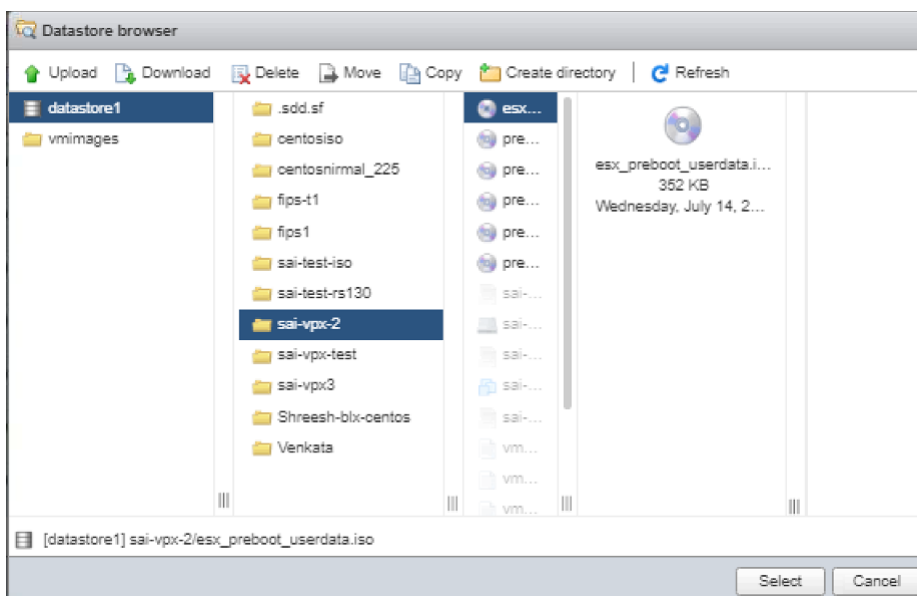 Datastore browser
Upload Download Delete Move Copy Create directory Refresh
datastore1
vmimages
.sdd.sf
centosiso
centosnirmal_225
fips-t1
fips1
sai-test-iso
sai-test-rs130
sai-vpx-2
sai-vpx-test
sai-vpx3
Shreesh-blx-centos
Venkata
esx...
pre...
pre...
pre...
pre...
pre...
sai-...
sai-...
sai-...
sai-...
sai-...
vm...
vm...
vm...
esx_preboot_userdata.i...
352 KB
Wednesday, July 14, 2...
[datastore1] sai-vpx-2/esx_preboot_userdata.iso
Select Cancel